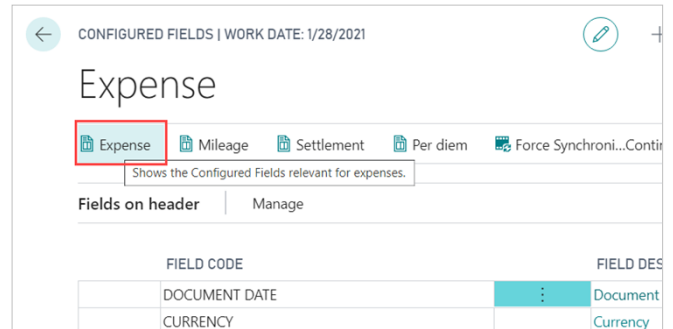 CONFIGURED FIELDS | WORK DATE: 1/28/2021
Expense
Expense Mileage Settlement Per diem Force Synchroni...Contin
Shows the Configured Fields relevant for expenses.
Fields on header Manage
FIELD CODE FIELD DES
DOCUMENT DATE Document
CURRENCY Currency